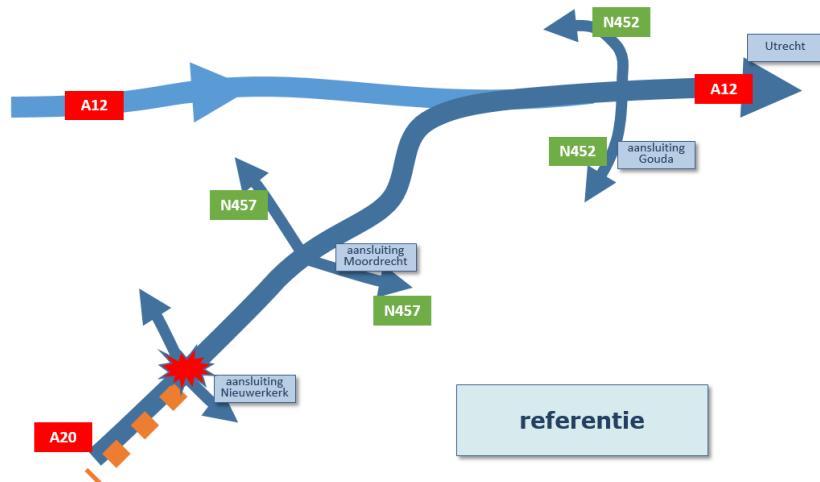 N452
Utrecht
A12
A12
N452
aansluiting
Gouda
N457
aansluiting
Moordrecht
N457
aansluiting
Nieuwerkerk
referentie
A20